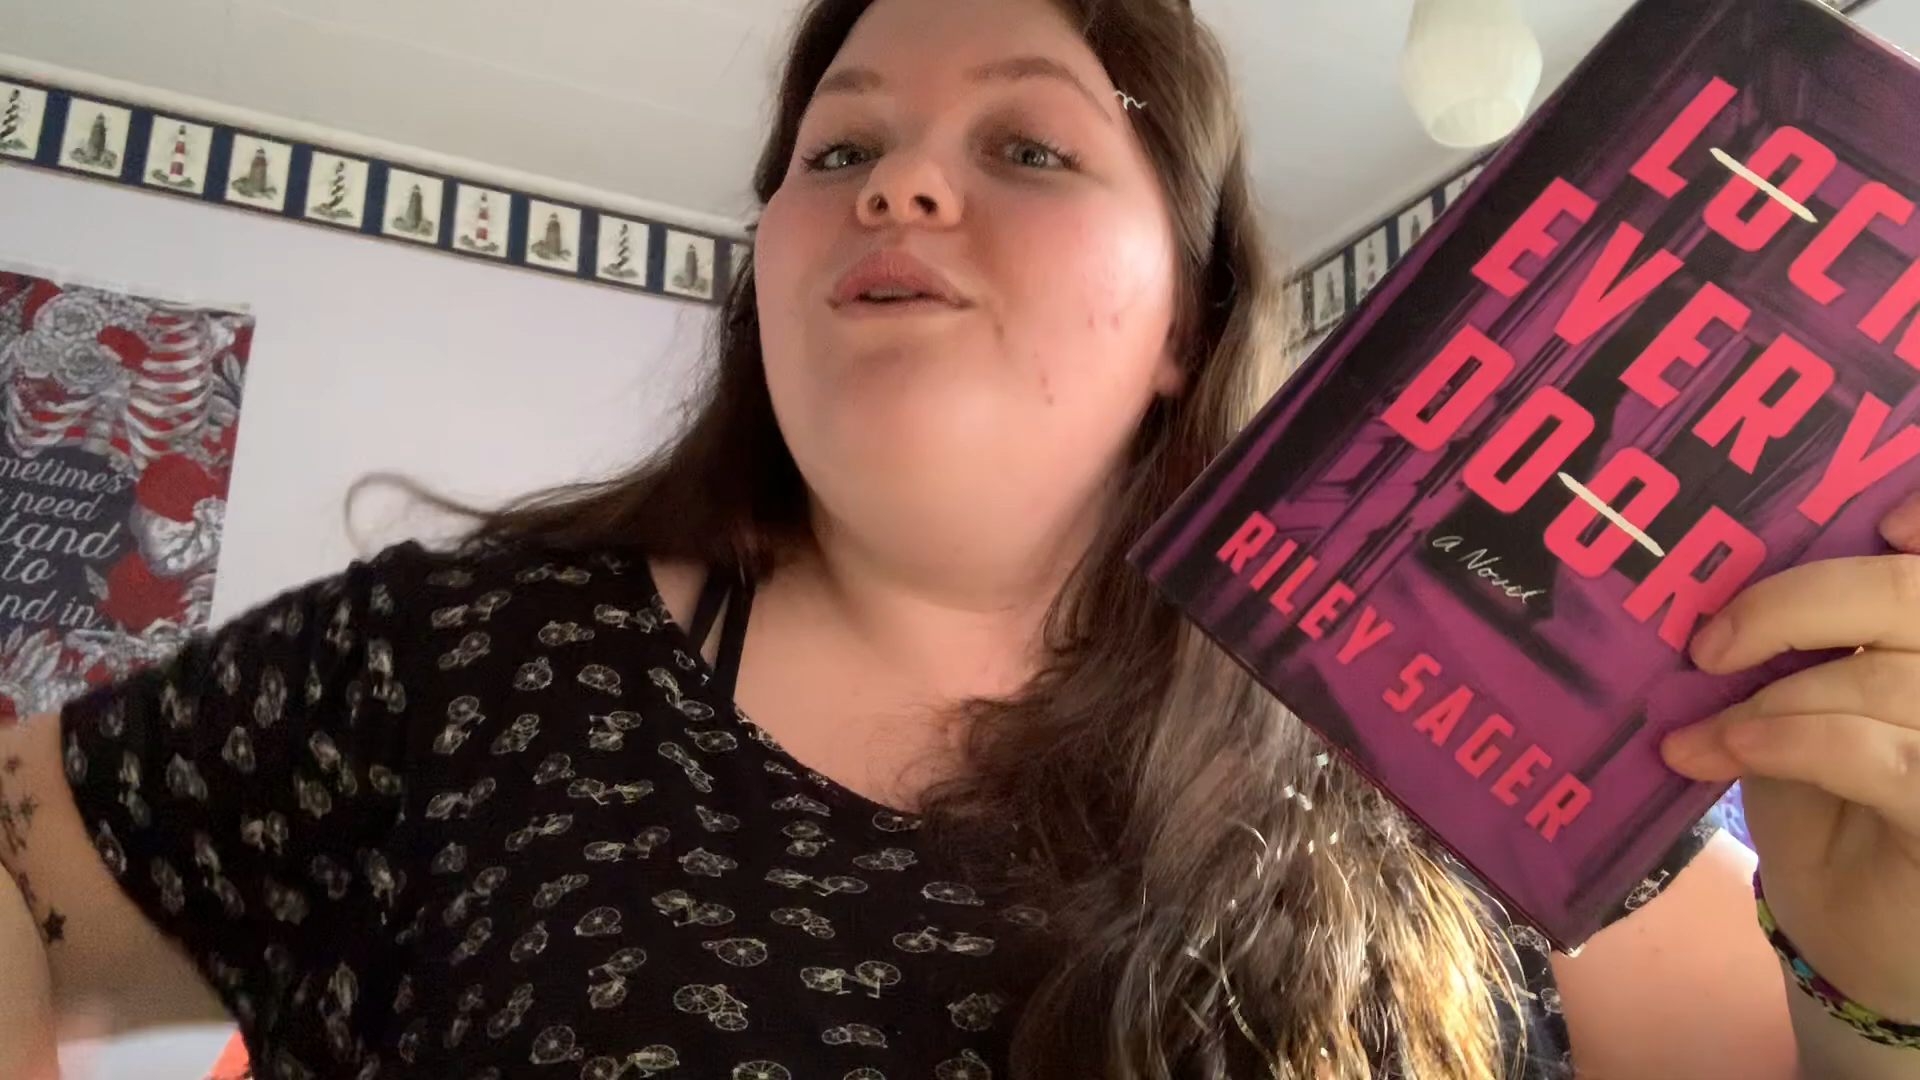 metimes
need
tand
to
nd in
LOCK
EVERY
DOOR
a Novel
RILEY SAGER